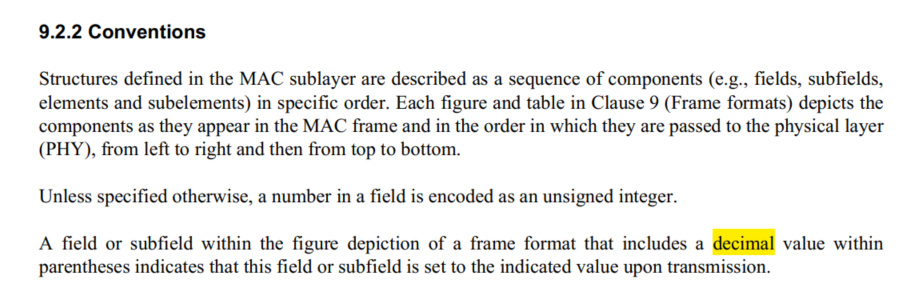 9.2.2 Conventions
Structures defined in the MAC sublayer are described as a sequence of components (e.g., fields, subfields,
elements and subelements) in specific order. Each figure and table in Clause 9 (Frame formats) depicts the
components as they appear in the MAC frame and in the order in which they are passed to the physical layer
(PHY), from left to right and then from top to bottom.
Unless specified otherwise, a number in a field is encoded as an unsigned integer.
A field or subfield within the figure depiction of a frame format that includes a decimal value within
parentheses indicates that this field or subfield is set to the indicated value upon transmission.